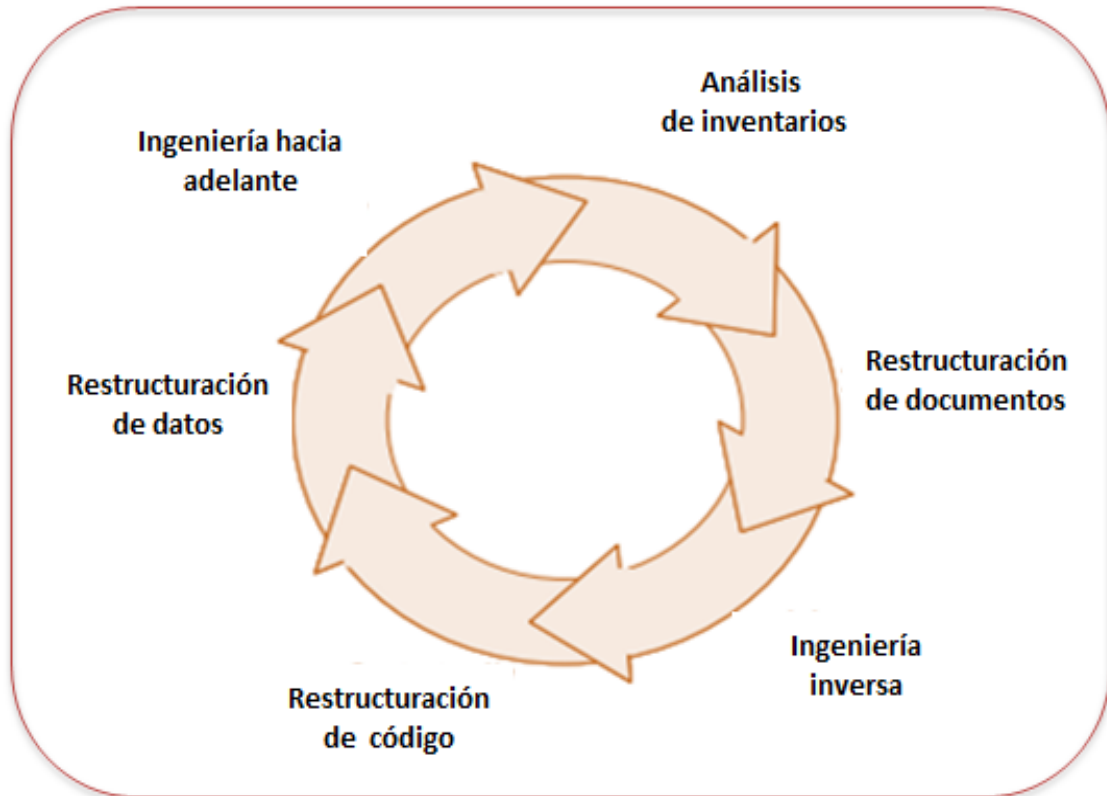 Análisis
de inventarios
Ingeniería hacia
adelante
Restructuración
de documentos
Restructuración
de datos
Ingeniería
inversa
Restructuración
de código